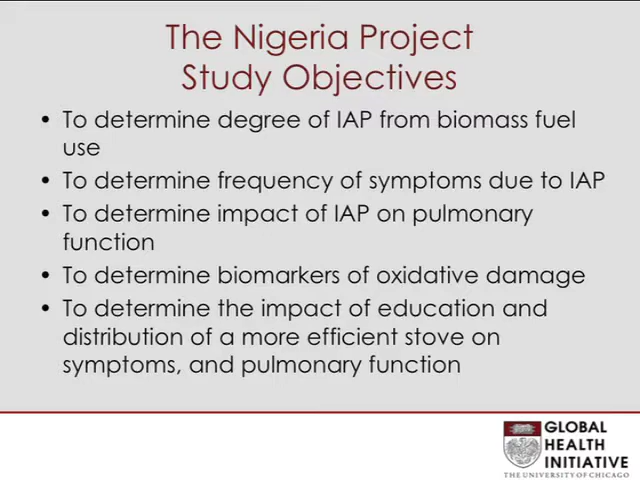 The Nigeria Project
Study Objectives
• To determine degree of IAP from biomass fuel
use
• To determine frequency of symptoms due to IAP
• To determine impact of IAP on pulmonary
function
• To determine biomarkers of oxidative damage
• To determine the impact of education and
distribution of a more efficient stove on
symptoms, and pulmonary function
GLOBAL
HEALTH
INITIATIVE
THE UNIVERSITY OF CHICAGO